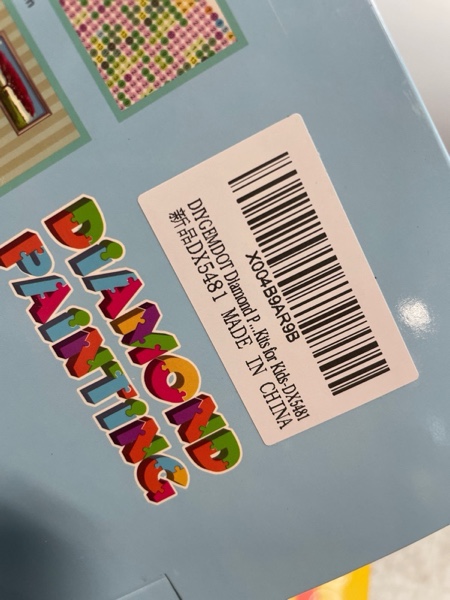 X004B9AR9B
DIYGEMDOT Diamond P...Kits for Kids-DX5481
新品DX5481 MADE IN CHINA
DiAMOND
PAiNTiNG